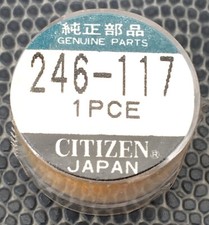 純正部品
GENUINE PARTS
246-117
1PCE
CITIZEN®
JAPAN